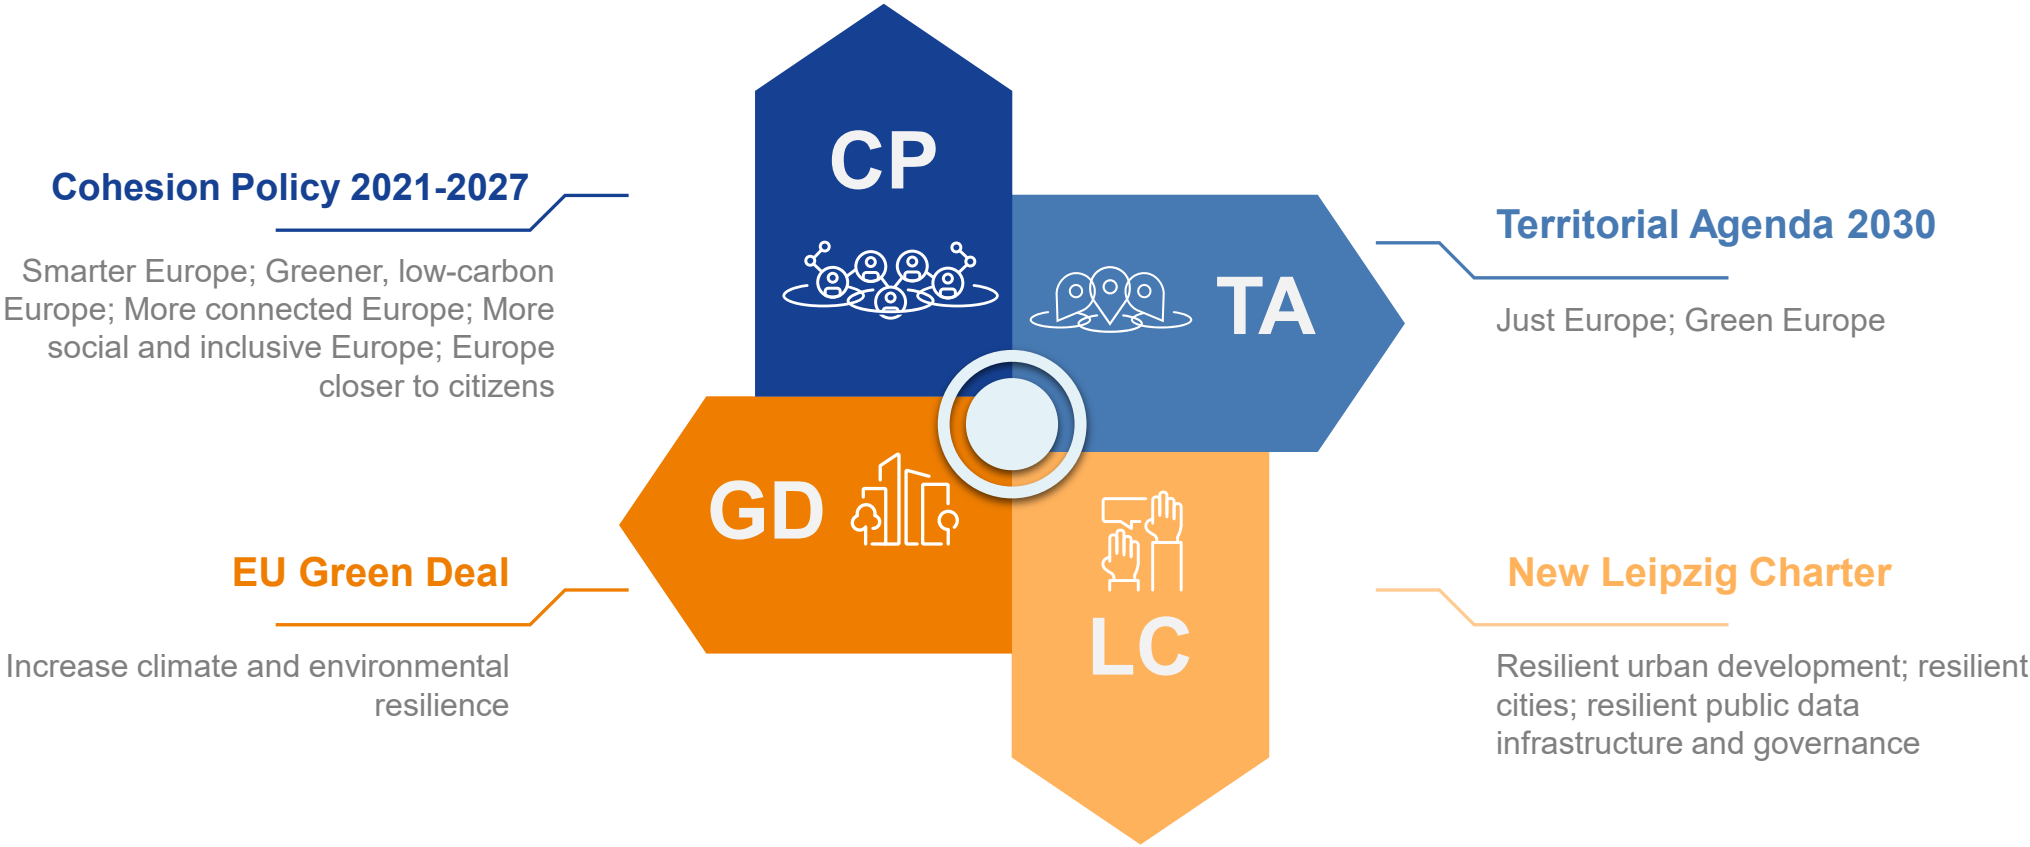 CP
Cohesion Policy 2021-2027
Smarter Europe; Greener, low-carbon
Europe; More connected Europe; More
social and inclusive Europe; Europe
closer to citizens
TA
Territorial Agenda 2030
Just Europe; Green Europe
GD
EU Green Deal
Increase climate and environmental
resilience
LC
New Leipzig Charter
Resilient urban development; resilient
cities; resilient public data
infrastructure and governance